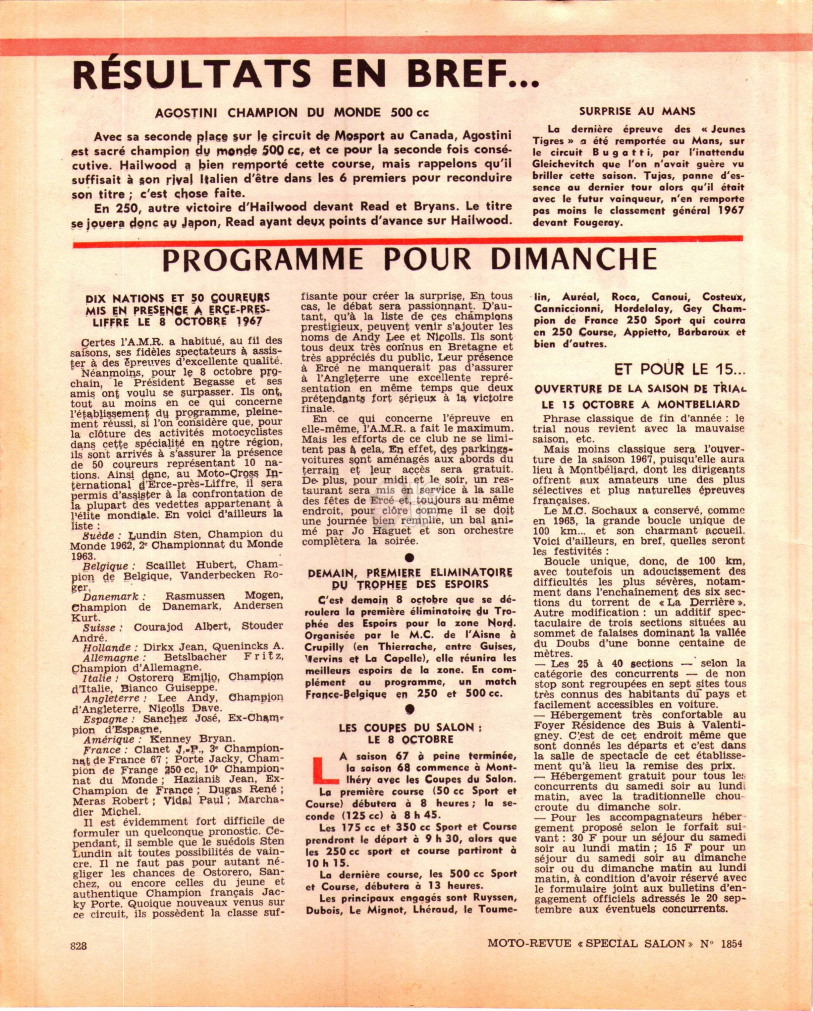 RÉSULTATS EN BREF...
AGOSTINI CHAMPION DU MONDE 500 cc
Avec sa seconde place sur le circuit de Mosport au Canada, Agostini
est sacré champion du monde 500 cc, et ce pour la seconde fois consé-
cutive. Hailwood a bien remporté cette course, mais rappelons qu'il
suffisait à son rival Italien d'être dans les 6 premiers pour reconduire
son titre ; c'est chose faite.
En 250, autre victoire d'Hailwood devant Read et Bryans. Le titre
se jouera donc au Japon, Read ayant deux points d'avance sur Hailwood.
SURPRISE AU MANS
La dernière épreuve des « Jeunes
Tigres » a été remportée au Mans, sur
le circuit Bugatti, par l'inattendu
Gleichevitch que l'on n'avait guère vu
briller cette saison. Tujas, panne d'es-
sence au dernier tour alors qu'il était
avec le futur vainqueur, n'en remporte
pas moins le classement général 1967
devant Fougeray.
PROGRAMME POUR DIMANCHE
DIX NATIONS ET 50 COUREURS
MIS EN PRESENCE A ERCE-PRES-
LIFFRE LE 8 OCTOBRE 1967
Certes l'A.M.R. a habitué, au fil des
saisons, ses fidèles spectateurs à assis-
ter à des épreuves d'excellente qualité.
Néanmoins, pour le 8 octobre pro-
chain, le Président Begasse et ses
amis ont voulu se surpasser. Ils ont,
tout au moins en ce qui concerne
l'établissement du programme, pleine-
ment réussi, si l'on considère que, pour
la clôture des activités motocyclistes
dans cette spécialité en notre région,
ils sont arrivés à s'assurer la présence
de 50 coureurs représentant 10 na-
tions. Ainsi donc, au Moto-Cross In-
ternational d'Erce-près-Liffre, il sera
permis d'assister à la confrontation de
la plupart des vedettes appartenant à
l'élite mondiale. En voici d'ailleurs la
liste :
Suède : Lundin Sten, Champion du
Monde 1962, 2e Championnat du Monde
1963.
Belgique : Scaillet Hubert, Cham-
pion de Belgique, Vanderbecken Ro-
ger,
Danemark : Rasmussen Mogen,
Champion de Danemark, Andersen
Kurt.
Suisse : Courajod Albert, Stouder
André.
Hollande : Dirkx Jean, Quenincks A.
Allemagne : Betslbacher Fritz,
Champion d'Allemagne.
Italie : Ostorero Emilio, Champion
d'Italie, Bianco Guiseppe.
Angleterre : Lee Andy, Champion
d'Angleterre, Nicolls Dave.
Espagne : Sanchez José, Ex-Cham-
pion d'Espagne,
Amérique : Kenney Bryan.
France : Clanet J.-P., 3e Champion-
nat de France 67 ; Porte Jacky, Cham-
pion de France 250 cc, 10e Champion-
nat du Monde ; Hazianis Jean, Ex-
Champion de France ; Dugas René ;
Meras Robert ; Vidal Paul ; Marcha-
dier Michel.
Il est évidemment fort difficile de
formuler un quelconque pronostic. Ce-
pendant, il semble que le suédois Sten
Lundin ait toutes possibilités de vain-
cre. Il ne faut pas pour autant né-
gliger les chances de Ostorero, San-
chez, ou encore celles du jeune et
authentique Champion français Jac-
ky Porte. Quoique nouveaux venus sur
ce circuit, ils possèdent la classe suf-
fisante pour créer la surprise. En tous
cas, le débat sera passionnant. D'au-
tant, qu'à la liste de ces champions
prestigieux, peuvent venir s'ajouter les
noms de Andy Lee et Nicolls. Ils sont
tous deux très connus en Bretagne et
très appréciés du public. Leur présence
à Ercé ne manquerait pas d'assurer
à l'Angleterre une excellente repré-
sentation en même temps que deux
prétendants fort sérieux à la victoire
finale.
En ce qui concerne l'épreuve en
elle-même, l'A.M.R. a fait le maximum.
Mais les efforts de ce club ne se limi-
tent pas à cela. En effet, des parkings-
voitures sont aménagés aux abords du
terrain et leur accès sera gratuit.
De plus, pour midi et le soir, un res-
taurant sera mis en service à la salle
des fêtes de Ercé et, toujours au même
endroit, pour clôre comme il se doit
une journée bien remplie, un bal ani-
mé par Jo Haguet et son orchestre
complètera la soirée.
DEMAIN, PREMIERE ELIMINATOIRE
DU TROPHEE DES ESPOIRS
C'est demain 8 octobre que se dé-
roulera la première éliminatoire du Tro-
phée des Espoirs pour la zone Nord.
Organisée par le M.C. de l'Aisne à
Crupilly (en Thierrache, entre Guises,
Vervins et La Capelle), elle réunira les
meilleurs espoirs de la zone. En com-
plément au programme, un match
France-Belgique en 250 et 500 cc.
LES COUPES DU SALON :
LE 8 OCTOBRE
LA saison 67 à peine terminée,
la saison 68 commence à Mont-
lhéry avec les Coupes du Salon.
La première course (50 cc Sport et
Course) débutera à 8 heures ; la se-
conde (125 cc) à 8 h 45.
Les 175 cc et 350 cc Sport et Course
prendront le départ à 9 h 30, alors que
les 250 cc sport et course partiront à
10 h 15.
La dernière course, les 500 cc Sport
et Course, débutera à 13 heures.
Les principaux engagés sont Ruyssen,
Dubois, Le Mignot, Lhéraud, le Toume-
lin, Auréal, Roca, Canoui, Costeux,
Canniccionni, Hordelalay, Gey Cham-
pion de France 250 Sport qui courra
en 250 Course, Appietto, Barbaroux et
bien d'autres.
ET POUR LE 15...
OUVERTURE DE LA SAISON DE TRIAL
LE 15 OCTOBRE A MONTBELIARD
Phrase classique de fin d'année : le
trial nous revient avec la mauvaise
saison, etc.
Mais moins classique sera l'ouver-
ture de la saison 1967, puisqu'elle aura
lieu à Montbéliard, dont les dirigeants
offrent aux amateurs une des plus
sélectives et plus naturelles épreuves
françaises.
Le M.C. Sochaux a conservé, comme
en 1965, la grande boucle unique de
100 km... et son charmant accueil.
Voici d'ailleurs, en bref, quelles seront
les festivités :
Boucle unique, donc, de 100 km,
avec toutefois un adoucissement des
difficultés les plus sévères, notam-
ment dans l'enchaînement des six sec-
tions du torrent de « La Derrière ».
Autre modification : un additif spec-
taculaire de trois sections situées au
sommet de falaises dominant la vallée
du Doubs d'une bonne centaine de
mètres.
— Les 25 à 40 sections — selon la
catégorie des concurrents — de non
stop sont regroupées en sept sites tous
très connus des habitants du pays et
facilement accessibles en voiture.
— Hébergement très confortable au
Foyer Résidence des Buis à Valenti-
gney. C'est de cet endroit même que
sont donnés les départs et c'est dans
la salle de spectacle de cet établisse-
ment qu'a lieu la remise des prix.
— Hébergement gratuit pour tous les
concurrents du samedi soir au lundi
matin, avec la traditionnelle chou-
croute du dimanche soir.
— Pour les accompagnateurs héber-
gement proposé selon le forfait sui-
vant : 30 F pour un séjour du samedi
soir au lundi matin ; 15 F pour un
séjour du samedi soir au dimanche
soir ou du dimanche matin au lundi
matin, à condition d'avoir réservé avec
le formulaire joint aux bulletins d'en-
gagement officiels adressés le 20 sep-
tembre aux éventuels concurrents.
828
MOTO-REVUE « SPECIAL SALON » N° 1854